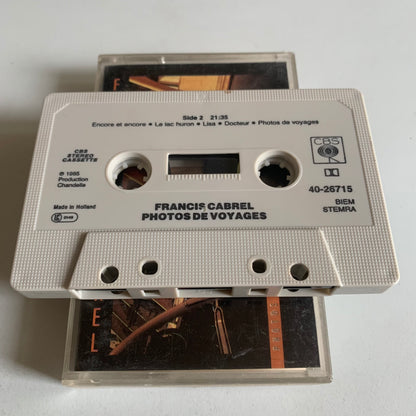 Side 2 21:35
Encore et encore • Le lac huron • Lisa • Docteur • Photos de voyages
CBS
STEREO
CASSETTE
℗ 1985
Production
Chandelle
Made in Holland
CBS
40-26715
BIEM
STEMRA
FRANCIS CABREL
PHOTOS DE VOYAGES
F
E
L